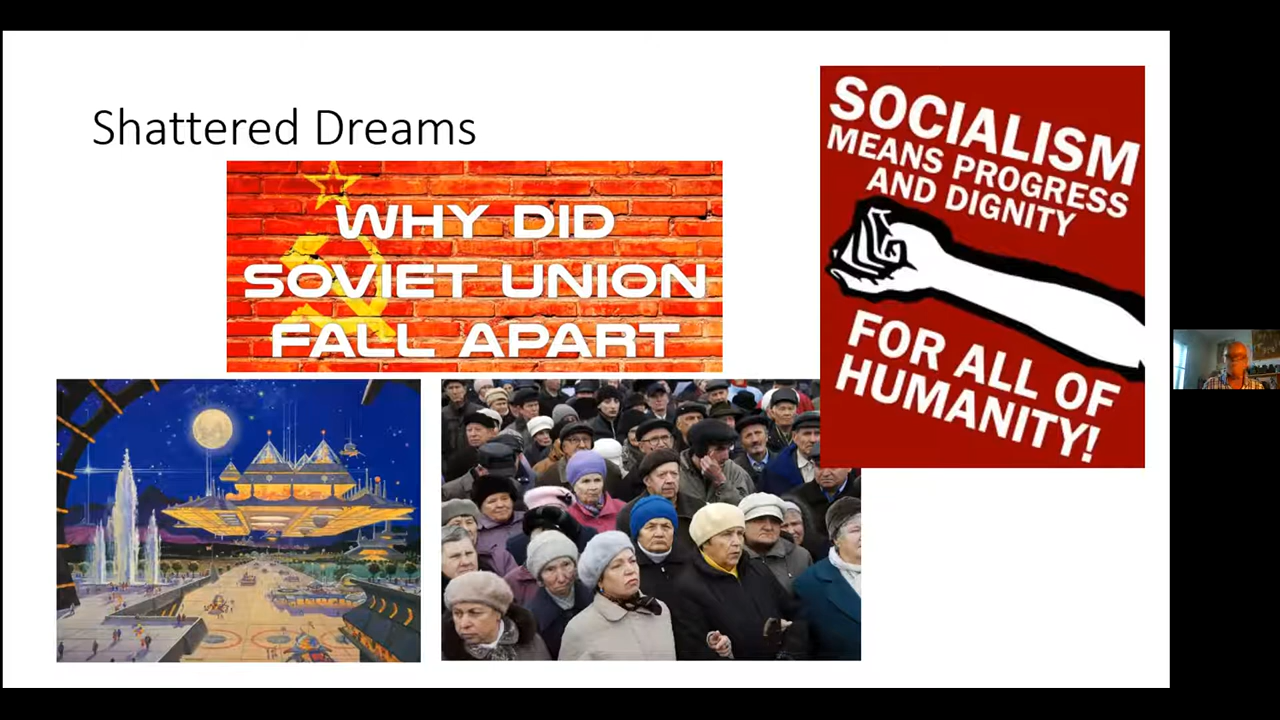 Shattered Dreams
WHY DID
SOVIET UNION
FALL APART
SOCIALISM
MEANS PROGRESS
AND DIGNITY
FOR ALL OF
HUMANITY!